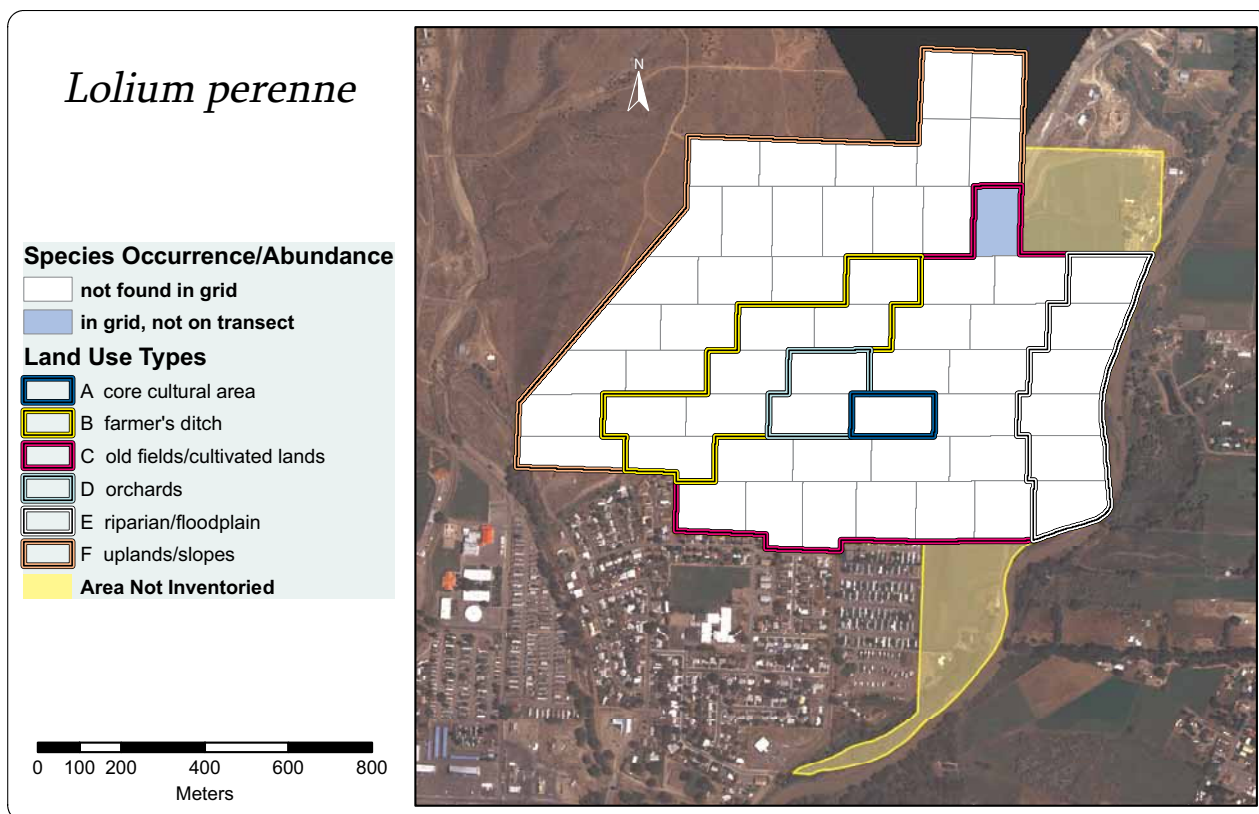 Lolium perenne
N
Species Occurrence/Abundance
not found in grid
in grid, not on transect
Land Use Types
A core cultural area
B farmer's ditch
C old fields/cultivated lands
D orchards
E riparian/floodplain
F uplands/slopes
Area Not Inventoried
0 100 200 400 600 800
Meters